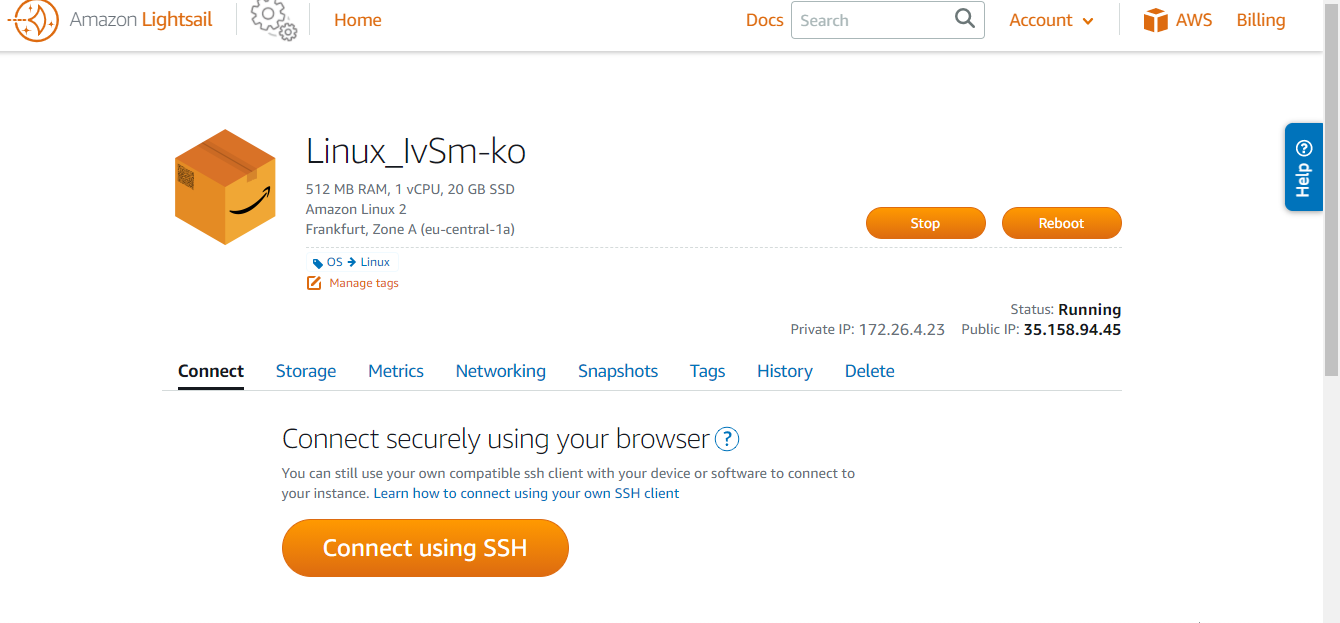 Amazon Lightsail Home Docs Search Account AWS Billing
Help
Linux_IvSm-ko
512 MB RAM, 1 vCPU, 20 GB SSD
Amazon Linux 2
Frankfurt, Zone A (eu-central-1a)
Stop Reboot
OS → Linux
Manage tags
Status: Running
Private IP: 172.26.4.23 Public IP: 35.158.94.45
Connect Storage Metrics Networking Snapshots Tags History Delete
Connect securely using your browser ?
You can still use your own compatible ssh client with your device or software to connect to
your instance. Learn how to connect using your own SSH client
Connect using SSH